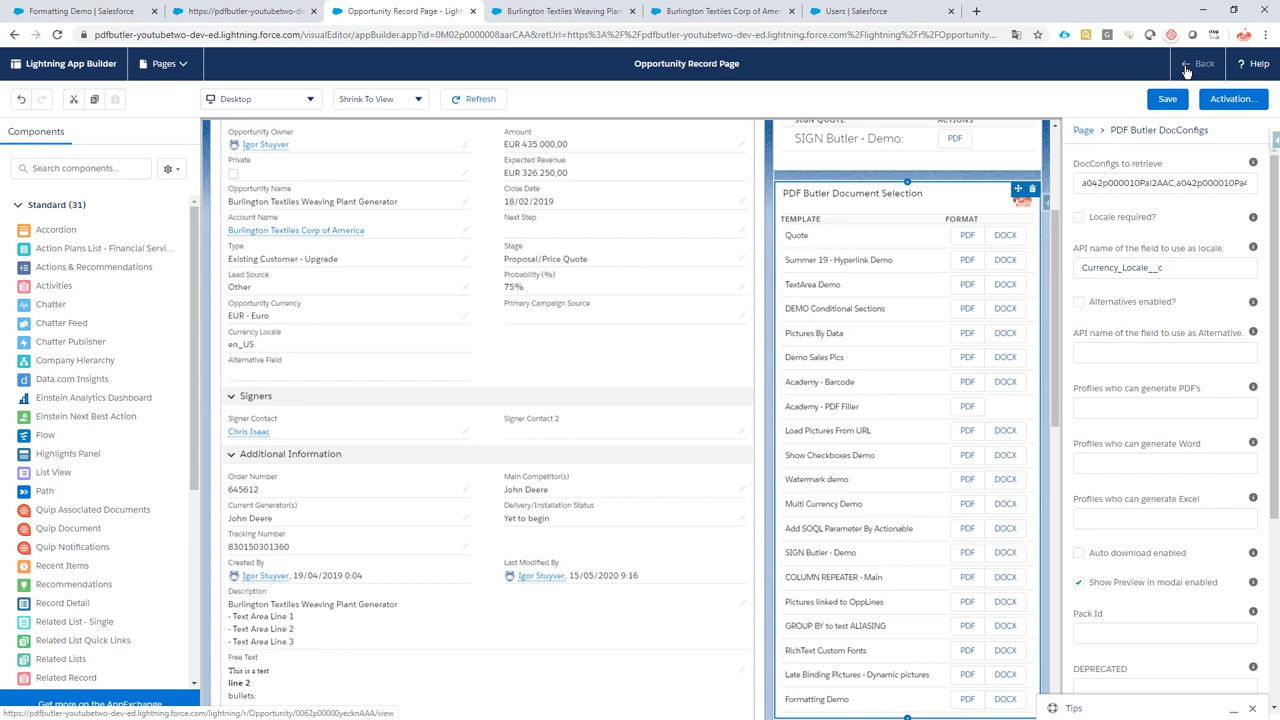 Formatting Demo | Salesforce
https://pdfbutler-youtubetwo-de
Opportunity Record Page - Light
Burlington Textiles Weaving Plan
Burlington Textiles Corp of Ame
Users | Salesforce
pdfbutler-youtubetwo-dev-ed.lightning.force.com/visualEditor/appBuilder.app?id=0M02p0000008aarCAA&retUrl=https%3A%2F%2Fpdfbutler-youtubetwo-dev-ed.lightning.force.com%2Flightning%2Fr%2FOpportunity...
Lightning App Builder
Pages
Opportunity Record Page
Back
? Help
Desktop
Shrink To View
Refresh
Save
Activation...
Components
Search components...
Standard (31)
Accordion
Action Plans List - Financial Servi...
Actions & Recommendations
Activities
Chatter
Chatter Feed
Chatter Publisher
Company Hierarchy
Data.com Insights
Einstein Analytics Dashboard
Einstein Next Best Action
Flow
Highlights Panel
List View
Path
Quip Associated Documents
Quip Document
Quip Notifications
Recent Items
Recommendations
Record Detail
Related List - Single
Related List Quick Links
Related Lists
Related Record
Get more on the AppExchange
https://pdfbutler-youtubetwo-dev-ed.lightning.force.com/lightning/r/Opportunity/0062p00000yecknAAA/view
Opportunity Owner
Igor Stuyver
Private
Opportunity Name
Burlington Textiles Weaving Plant Generator
Account Name
Burlington Textiles Corp of America
Type
Existing Customer - Upgrade
Lead Source
Other
Opportunity Currency
EUR - Euro
Currency Locale
en_US
Alternative Field
Amount
EUR 435.000,00
Expected Revenue
EUR 326.250,00
Close Date
18/02/2019
Next Step
Stage
Proposal/Price Quote
Probability (%)
75%
Primary Campaign Source
Signers
Signer Contact
Chris Isaac
Signer Contact 2
Additional Information
Order Number
645612
Current Generator(s)
John Deere
Tracking Number
830150301360
Created By
Igor Stuyver, 19/04/2019 0:04
Main Competitor(s)
John Deere
Delivery/Installation Status
Yet to begin
Last Modified By
Igor Stuyver, 15/05/2020 9:16
Description
Burlington Textiles Weaving Plant Generator
- Text Area Line 1
- Text Area Line 2
- Text Area Line 3
Free Text
This is a test
line 2
bullets:
SIGN QUOTE ACTIONS
SIGN Butler - Demo: PDF
PDF Butler Document Selection
BUTLER
TEMPLATE FORMAT
Quote PDF DOCX
Summer 19 - Hyperlink Demo PDF DOCX
TextArea Demo PDF DOCX
DEMO Conditional Sections PDF DOCX
Pictures By Data PDF DOCX
Demo Sales Pics PDF DOCX
Academy - Barcode PDF DOCX
Academy - PDF Filler PDF
Load Pictures From URL PDF DOCX
Show Checkboxes Demo PDF DOCX
Watermark demo PDF DOCX
Multi Currency Demo PDF DOCX
Add SOQL Parameter By Actionable PDF DOCX
SIGN Butler - Demo PDF DOCX
COLUMN REPEATER - Main PDF DOCX
Pictures linked to OppLines PDF DOCX
GROUP BY to test ALIASING PDF DOCX
RichText Custom Fonts PDF DOCX
Late Binding Pictures - Dynamic pictures PDF DOCX
Formatting Demo PDF DOCX
Page > PDF Butler DocConfigs
DocConfigs to retrieve
a042p000010Pai2AAC,a042p000010Pa4
Locale required?
API name of the field to use as locale.
Currency_Locale__c
Alternatives enabled?
API name of the field to use as Alternative.
Profiles who can generate PDF's
Profiles who can generate Word
Profiles who can generate Excel
Auto download enabled
Show Preview in modal enabled
Pack Id
DEPRECATED
Tips